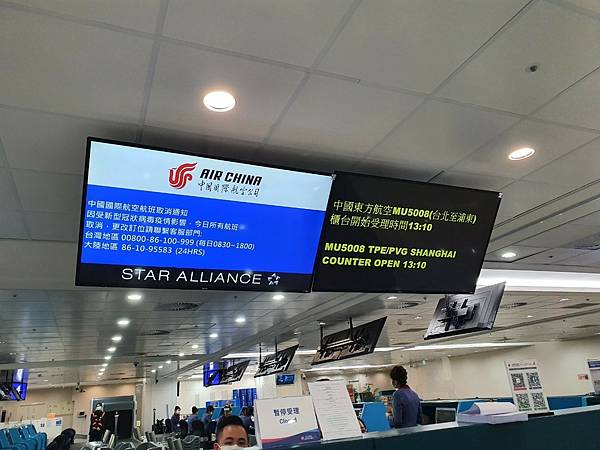 AIR CHINA
中国国际航空公司
中國國際航空航班取消通知
因受新型冠狀病毒疫情影響，今日所有航班
取消，更改訂位請聯繫客服部門:
台灣地區 00800-86-100-999 (每日0830~1800)
大陸地區 86-10-95583 (24HRS)
STAR ALLIANCE
中國東方航空MU5008(台北至浦東)
櫃台開始受理時間13:10
MU5008 TPE/PVG SHANGHAI
COUNTER OPEN 13:10
暫停受理
Closed